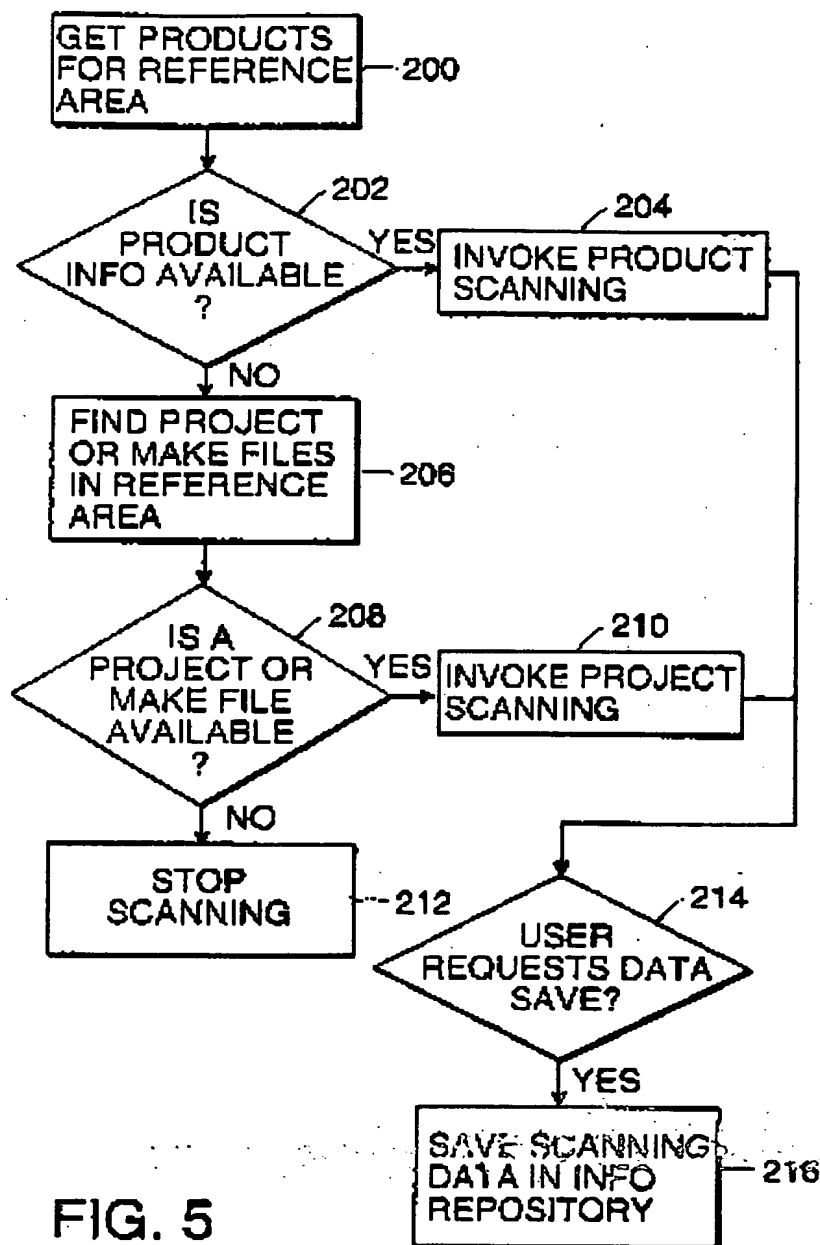 GET PRODUCTS
FOR REFERENCE
AREA
200
202
IS
PRODUCT
INFO AVAILABLE
?
YES
204
INVOKE PRODUCT
SCANNING
NO
FIND PROJECT
OR MAKE FILES
IN REFERENCE
AREA
206
208
IS A
PROJECT OR
MAKE FILE
AVAILABLE
?
YES
210
INVOKE PROJECT
SCANNING
NO
STOP
SCANNING
212
214
USER
REQUESTS DATA
SAVE?
YES
SAVE SCANNING
DATA IN INFO
REPOSITORY
216
FIG. 5